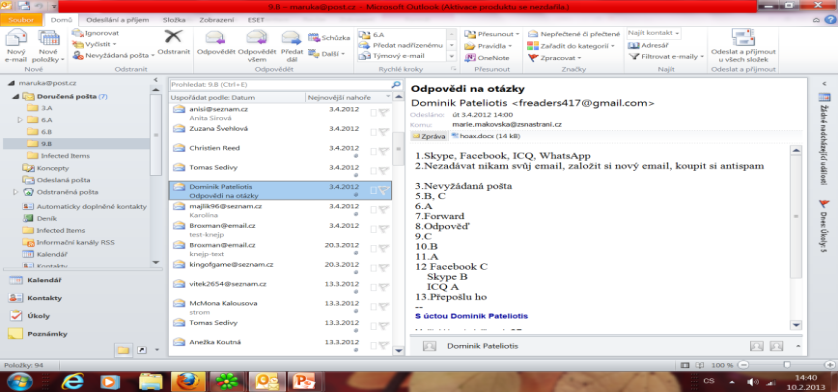 9.8 – maruka@post.cz – Microsoft Outlook (Aktivace produktu se nezdařila.)
Soubor Domů Odesílání a příjem Složka Zobrazení ESET
Nový e-mail
Nové položky
Nové
Ignorovat
Vyčistit
Nevyžádaná pošta
Odstranit
Odstranit
Odpovědět
Odpovědět všem
Předat dál
Schůzka
Další
Odpovědět
6.A
Předat nadřízenému
Týmový e-mail
Rychlé kroky
Přesunout
Pravidla
OneNote
Přesunout
Nepřečtené či přečtené
Zařadit do kategorií
Zpracovat
Značky
Najít kontakt
Adresář
Filtrovat e-maily
Najít
Odeslat a přijmout u všech složek
Odeslat a přijmout
maruka@post.cz
Doručená pošta (7)
3.A
6.A
6.B
9.B
Infected Items
Koncepty
Odeslaná pošta
Odstraněná pošta
Automaticky doplněné kontakty
Deník
Infected Items
Informační kanály RSS
Kalendář
Kontakty
Kalendář
Kontakty
Úkoly
Poznámky
Prohledat: 9.B (Ctrl+E)
Uspořádat podle: Datum Nejnovější nahoře
anisi@seznam.cz 3.4.2012
Anita Sirová
Zuzana Švehlová 3.4.2012
Christien Reed 3.4.2012
Tomas Sedivy 3.4.2012
Dominik Pateliotis 3.4.2012
Odpovědi na otázky
majlik96@seznam.cz 3.4.2012
Karolina
Broxman@email.cz 3.4.2012
test-knejp
Broxman@email.cz 20.3.2012
knejp-test
kingofgame@seznam.cz 20.3.2012
vitek2654@seznam.cz 13.3.2012
McMona Kalousova 13.3.2012
strom
Tomas Sedivy 13.3.2012
Anežka Koutná 13.3.2012
Odpovědi na otázky
Dominik Pateliotis <freaders417@gmail.com>
Odesláno: út 3.4.2012 14:00
Komu: marie.makovska@zsnastrani.cz
Zpráva hoax.docx (14 kB)
1.Skype, Facebook, ICQ, WhatsApp
2.Nezadávat nikam svůj email, založit si nový email, koupit si antispam
3.Nevyžádaná pošta
5.B, C
6.A
7.Forward
8.Odpověď
9.C
10.B
11.A
12 Facebook C
Skype B
ICQ A
13.Přepošlu ho
--
S úctou Dominik Pateliotis
Dominik Pateliotis
Žádné nadcházející události
Dnes: Úkoly: 5
Položky: 94
100 %
CS
14:40
10.2.2013